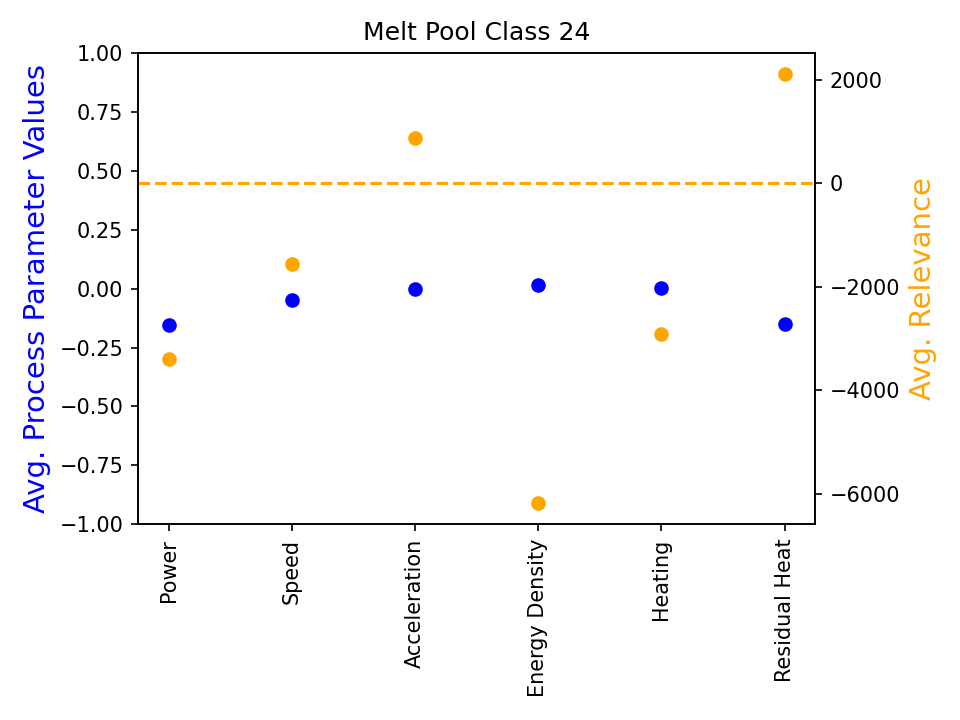 Melt Pool Class 24
Avg. Process Parameter Values
1.00
0.75
0.50
0.25
0.00
−0.25
−0.50
−0.75
−1.00
2000
0
−2000
−4000
−6000
Avg. Relevance
Power
Speed
Acceleration
Energy Density
Heating
Residual Heat